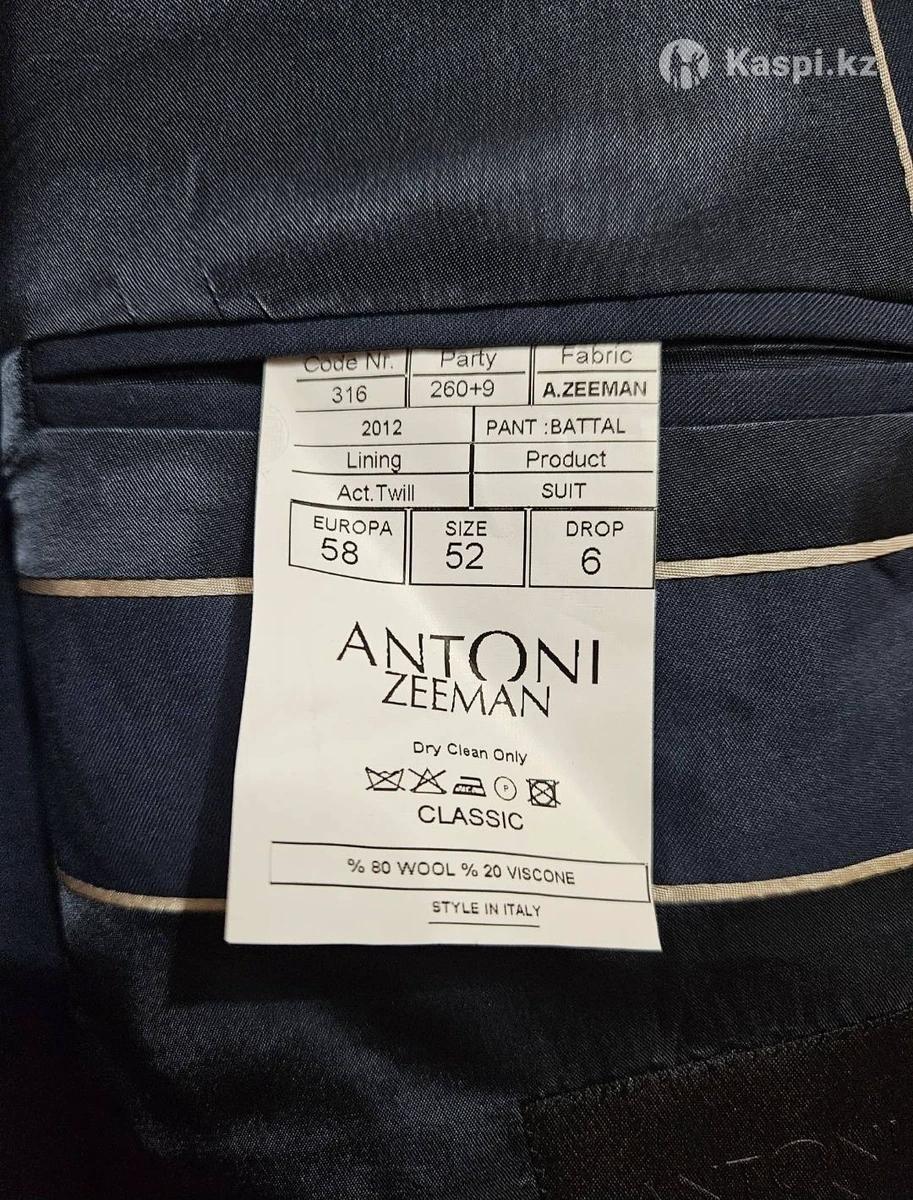 Kaspi.kz
Code Nr. Party Fabric
316 260+9 A.ZEEMAN
2012 PANT :BATTAL
Lining Product
Act.Twill SUIT
EUROPA SIZE DROP
58 52 6
ANTONI
ZEEMAN
Dry Clean Only
P
CLASSIC
% 80 WOOL % 20 VISCONE
STYLE IN ITALY
ANTONI